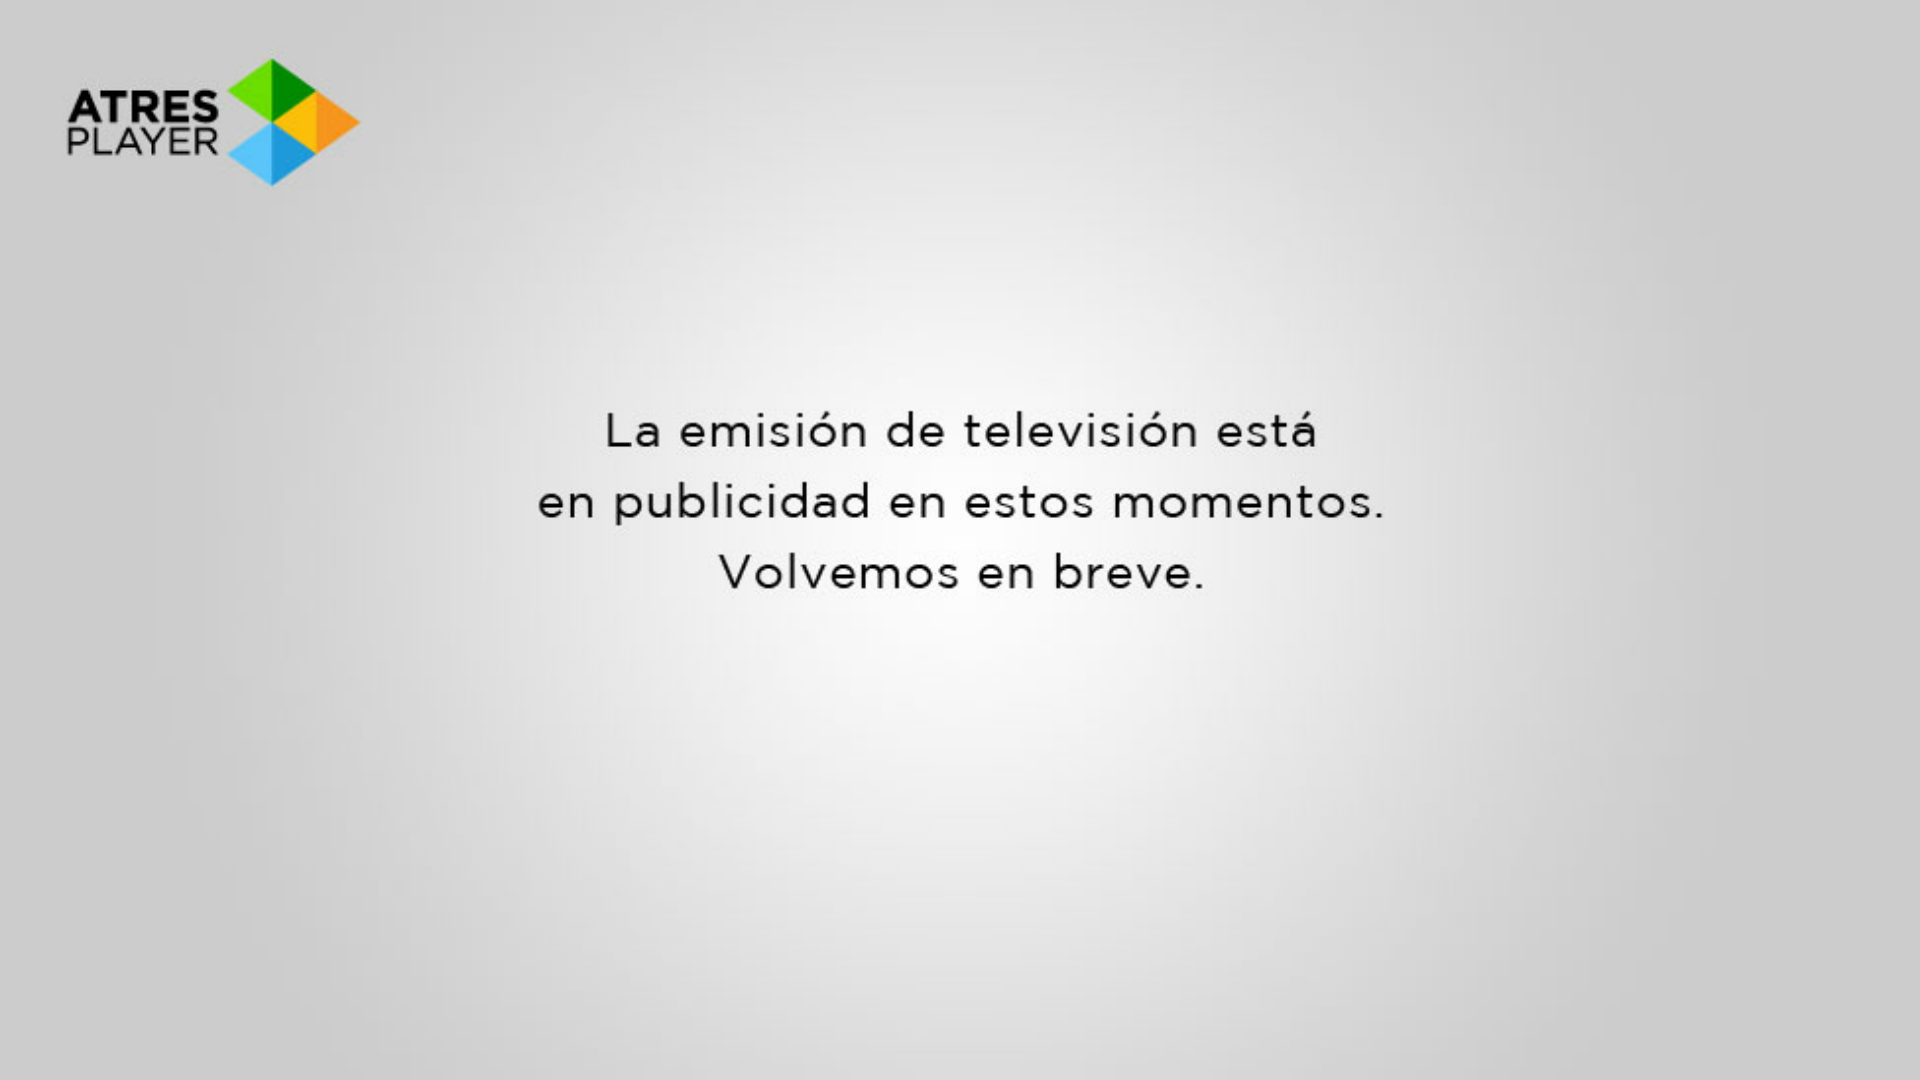 ATRES
PLAYER
La emisión de televisión está
en publicidad en estos momentos.
Volvemos en breve.